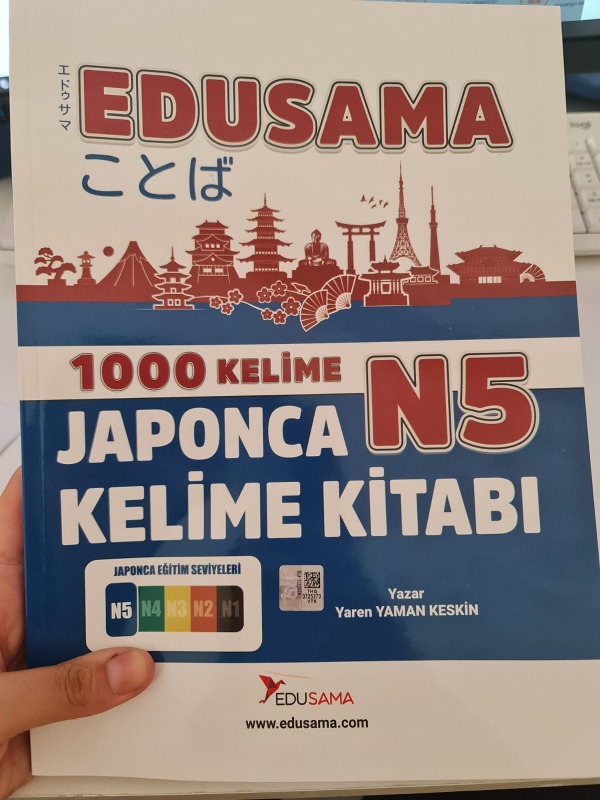 エドゥサマ
EDUSAMA
ことば
1000 KELİME
N5
JAPONCA
KELİME KİTABI
JAPONCA EĞİTİM SEVİYELERİ
N5 N4 N3 N2 N1
Yazar
Yaren YAMAN KESKİN
EDUSAMA
www.edusama.com